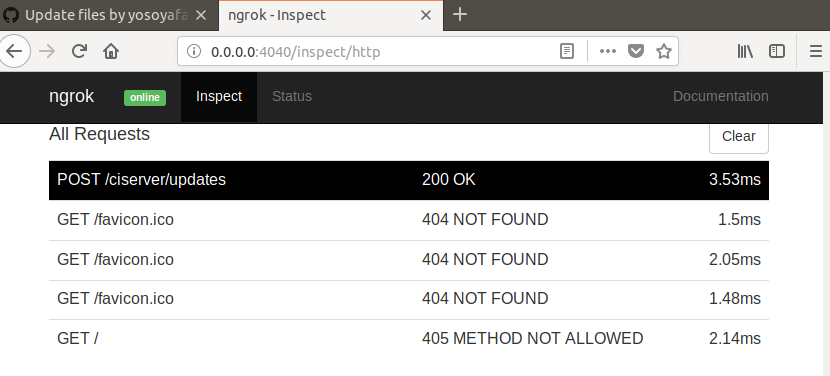 Update files by yosoyafa
ngrok - Inspect
0.0.0.0:4040/inspect/http
ngrok online Inspect Status Documentation
All Requests Clear
POST /ciserver/updates 200 OK 3.53ms
GET /favicon.ico 404 NOT FOUND 1.5ms
GET /favicon.ico 404 NOT FOUND 2.05ms
GET /favicon.ico 404 NOT FOUND 1.48ms
GET / 405 METHOD NOT ALLOWED 2.14ms